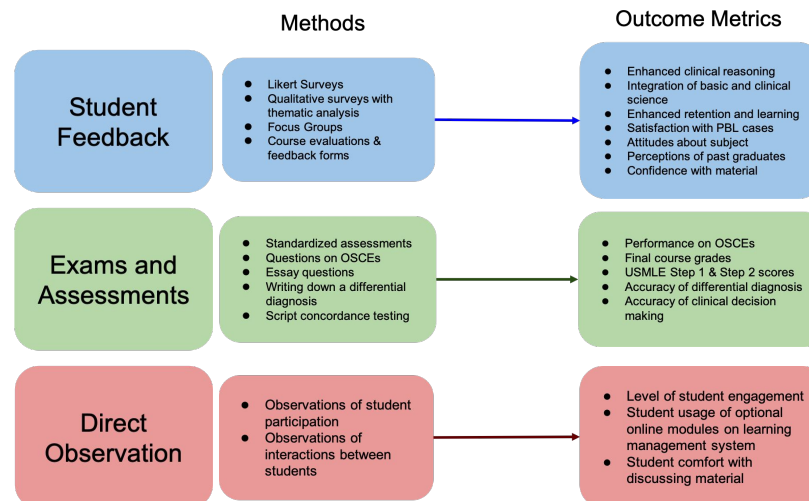 Methods
Outcome Metrics
Student
Feedback
● Likert Surveys
● Qualitative surveys with
thematic analysis
● Focus Groups
● Course evaluations &
feedback forms
● Enhanced clinical reasoning
● Integration of basic and clinical
science
● Enhanced retention and learning
● Satisfaction with PBL cases
● Attitudes about subject
● Perceptions of past graduates
● Confidence with material
Exams and
Assessments
● Standardized assessments
● Questions on OSCEs
● Essay questions
● Writing down a differential
diagnosis
● Script concordance testing
● Performance on OSCEs
● Final course grades
● USMLE Step 1 & Step 2 scores
● Accuracy of differential diagnosis
● Accuracy of clinical decision
making
Direct
Observation
● Observations of student
participation
● Observations of
interactions between
students
● Level of student engagement
● Student usage of optional
online modules on learning
management system
● Student comfort with
discussing material